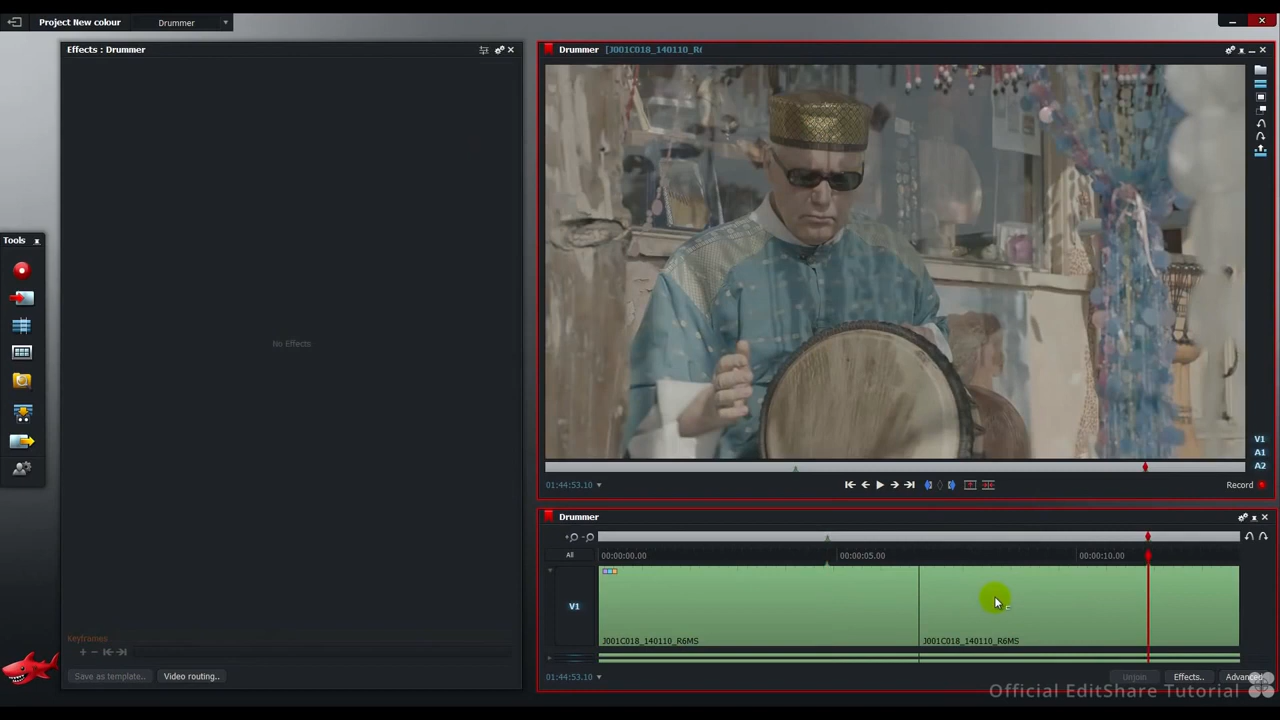 Project New colour
Drummer
Effects : Drummer
Drummer
[J001C018_140110_R
Tools
No Effects
V1
A1
A2
01:44:53.10
Record
Drummer
All
00:00:00.00
00:00:05.00
00:00:10.00
V1
J001C018_140110_R6MS
J001C018_140110_R6MS
Keyframes
Save as template..
Video routing..
01:44:53.10
Unjoin
Effects..
Advanced
Official EditShare Tutorial